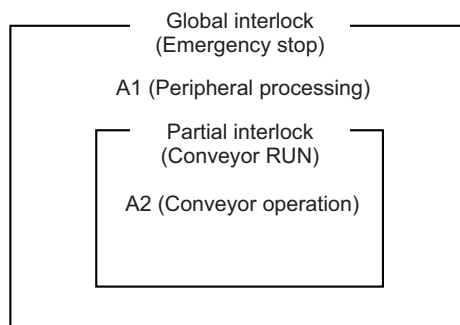 Global interlock
(Emergency stop)
A1 (Peripheral processing)
Partial interlock
(Conveyor RUN)
A2 (Conveyor operation)